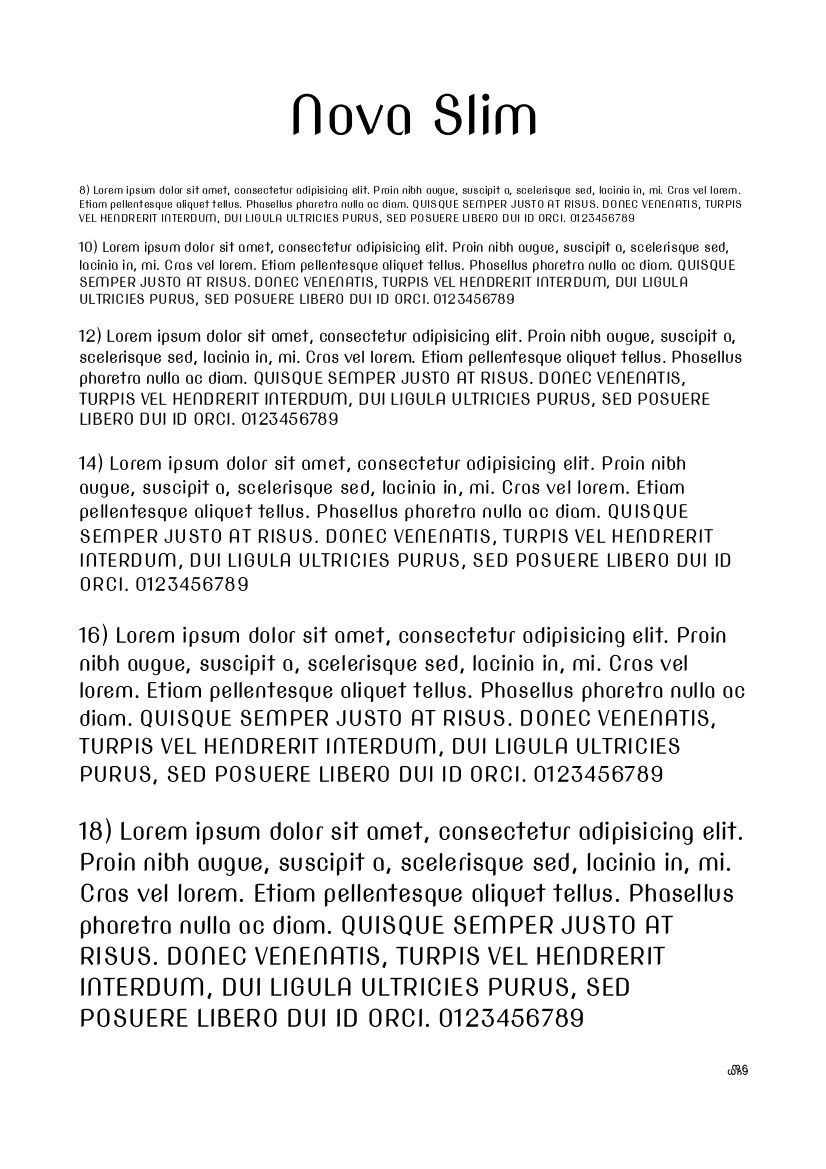 Nova Slim
8) Lorem ipsum dolor sit amet, consectetur adipisicing elit. Proin nibh augue, suscipit a, scelerisque sed, lacinia in, mi. Cras vel lorem.
Etiam pellentesque aliquet tellus. Phasellus pharetra nulla ac diam. QUISQUE SEMPER JUSTO AT RISUS. DONEC VENENATIS, TURPIS
VEL HENDRERIT INTERDUM, DUI LIGULA ULTRICIES PURUS, SED POSUERE LIBERO DUI ID ORCI. 0123456789
10) Lorem ipsum dolor sit amet, consectetur adipisicing elit. Proin nibh augue, suscipit a, scelerisque sed,
lacinia in, mi. Cras vel lorem. Etiam pellentesque aliquet tellus. Phasellus pharetra nulla ac diam. QUISQUE
SEMPER JUSTO AT RISUS. DONEC VENENATIS, TURPIS VEL HENDRERIT INTERDUM, DUI LIGULA
ULTRICIES PURUS, SED POSUERE LIBERO DUI ID ORCI. 0123456789
12) Lorem ipsum dolor sit amet, consectetur adipisicing elit. Proin nibh augue, suscipit a,
scelerisque sed, lacinia in, mi. Cras vel lorem. Etiam pellentesque aliquet tellus. Phasellus
pharetra nulla ac diam. QUISQUE SEMPER JUSTO AT RISUS. DONEC VENENATIS,
TURPIS VEL HENDRERIT INTERDUM, DUI LIGULA ULTRICIES PURUS, SED POSUERE
LIBERO DUI ID ORCI. 0123456789
14) Lorem ipsum dolor sit amet, consectetur adipisicing elit. Proin nibh
augue, suscipit a, scelerisque sed, lacinia in, mi. Cras vel lorem. Etiam
pellentesque aliquet tellus. Phasellus pharetra nulla ac diam. QUISQUE
SEMPER JUSTO AT RISUS. DONEC VENENATIS, TURPIS VEL HENDRERIT
INTERDUM, DUI LIGULA ULTRICIES PURUS, SED POSUERE LIBERO DUI ID
ORCI. 0123456789
16) Lorem ipsum dolor sit amet, consectetur adipisicing elit. Proin
nibh augue, suscipit a, scelerisque sed, lacinia in, mi. Cras vel
lorem. Etiam pellentesque aliquet tellus. Phasellus pharetra nulla ac
diam. QUISQUE SEMPER JUSTO AT RISUS. DONEC VENENATIS,
TURPIS VEL HENDRERIT INTERDUM, DUI LIGULA ULTRICIES
PURUS, SED POSUERE LIBERO DUI ID ORCI. 0123456789
18) Lorem ipsum dolor sit amet, consectetur adipisicing elit.
Proin nibh augue, suscipit a, scelerisque sed, lacinia in, mi.
Cras vel lorem. Etiam pellentesque aliquet tellus. Phasellus
pharetra nulla ac diam. QUISQUE SEMPER JUSTO AT
RISUS. DONEC VENENATIS, TURPIS VEL HENDRERIT
INTERDUM, DUI LIGULA ULTRICIES PURUS, SED
POSUERE LIBERO DUI ID ORCI. 0123456789